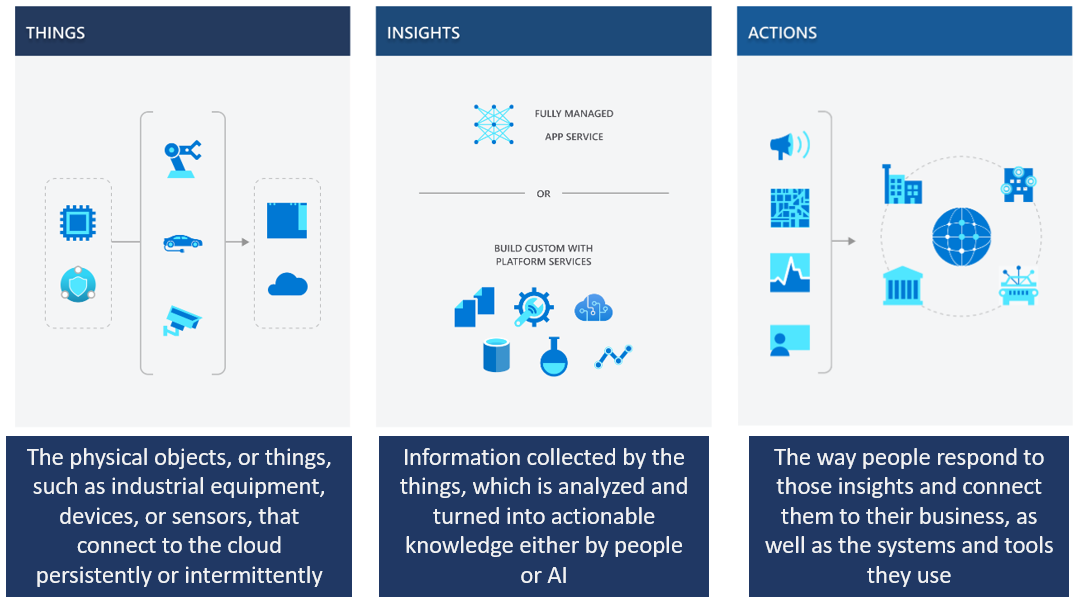 THINGS
INSIGHTS
ACTIONS
FULLY MANAGED
APP SERVICE
OR
BUILD CUSTOM WITH
PLATFORM SERVICES
The physical objects, or things,
such as industrial equipment,
devices, or sensors, that
connect to the cloud
persistently or intermittently
Information collected by the
things, which is analyzed and
turned into actionable
knowledge either by people
or AI
The way people respond to
those insights and connect
them to their business, as
well as the systems and tools
they use